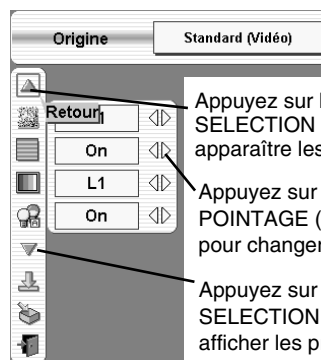 Origine
Standard (Vidéo)
Retour
1
On
L1
On
Appuyez sur
SELECTION
apparaître les
Appuyez sur
POINTAGE (
pour changer
Appuyez sur
SELECTION
afficher les